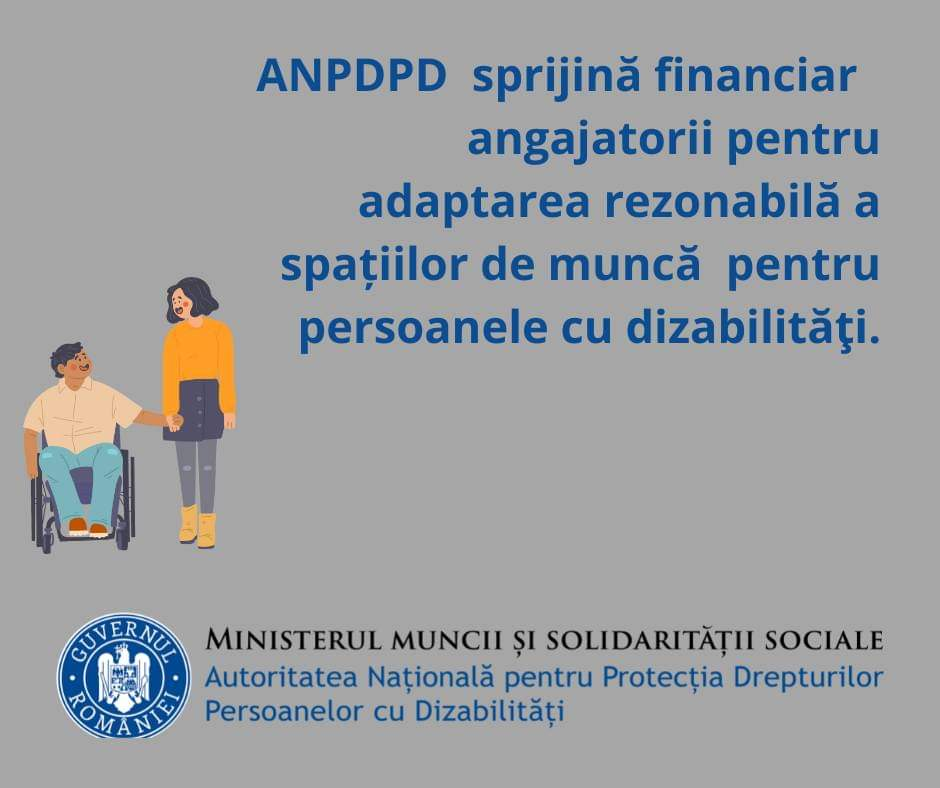 ANPDPD sprijină financiar
angajatorii pentru
adaptarea rezonabilă a
spațiilor de muncă pentru
persoanele cu dizabilităţi.
GUVERNUL
ROMÂNIEI
MINISTERUL MUNCII ȘI SOLIDARITĂȚII SOCIALE
Autoritatea Națională pentru Protecția Drepturilor
Persoanelor cu Dizabilități